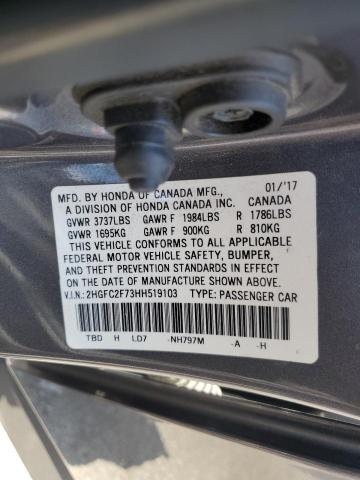 MFD. BY HONDA OF CANADA MFG., 01/'17
A DIVISION OF HONDA CANADA INC. CANADA
GVWR 3737LBS GAWR F 1984LBS R 1786LBS
GVWR 1695KG GAWR F 900KG R 810KG
THIS VEHICLE CONFORMS TO ALL APPLICABLE
FEDERAL MOTOR VEHICLE SAFETY, BUMPER,
AND THEFT PREVENTION STANDARDS IN EFFECT
ON THE DATE OF MANUFACTURE SHOWN ABOVE.
V.I.N.: 2HGFC2F73HH519103 TYPE: PASSENGER CAR
TBD H LD7 -NH797M -A -H